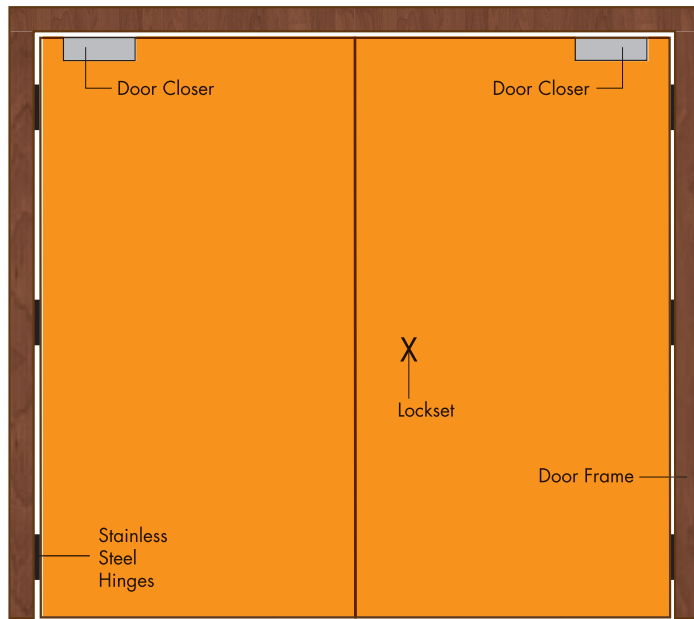 Door Closer
Door Closer
X
Lockset
Door Frame
Stainless
Steel
Hinges